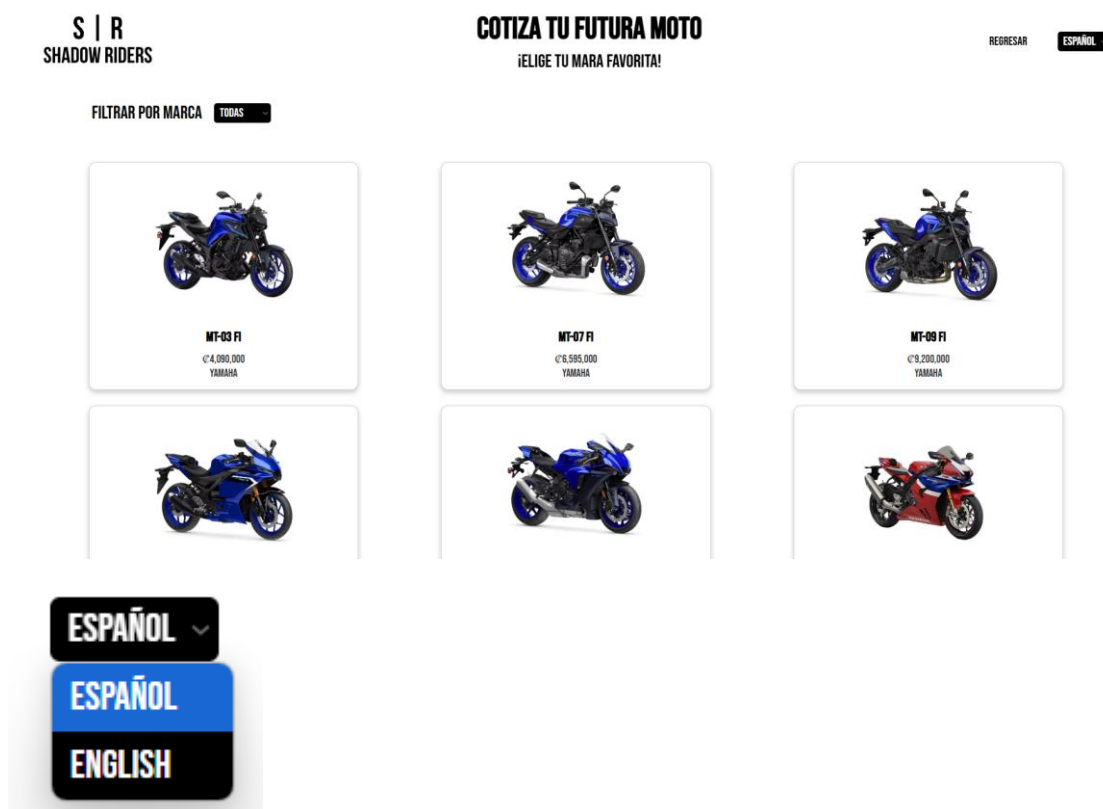 S | R
SHADOW RIDERS
COTIZA TU FUTURA MOTO
¡ELIGE TU MARA FAVORITA!
REGRESAR
ESPAÑOL
FILTRAR POR MARCA TODAS
MT-03 FI
₡4,090,000
YAMAHA
MT-07 FI
₡6,595,000
YAMAHA
MT-09 FI
₡9,200,000
YAMAHA
ESPAÑOL
ESPAÑOL
ENGLISH